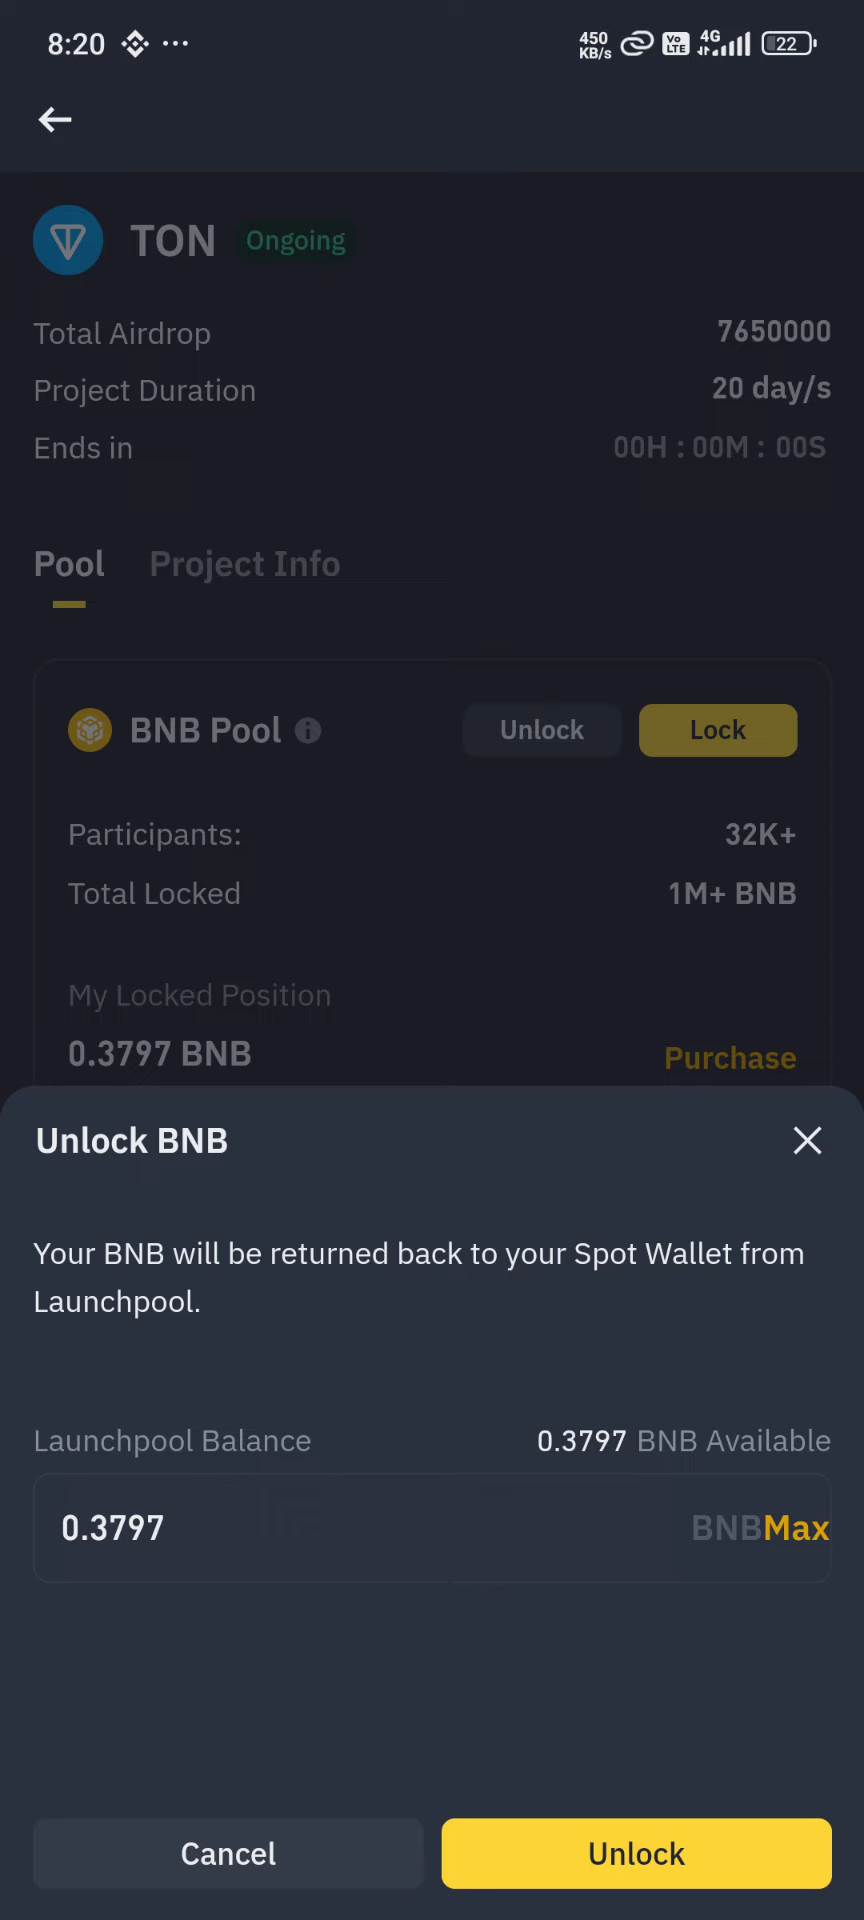 8:20 ... 450 KB/s Vo LTE 4G 22
TON Ongoing
Total Airdrop 7650000
Project Duration 20 day/s
Ends in 00H : 00M : 00S
Pool Project Info
BNB Pool Unlock Lock
Participants: 32K+
Total Locked 1M+ BNB
My Locked Position
0.3797 BNB Purchase
Unlock BNB
Your BNB will be returned back to your Spot Wallet from
Launchpool.
Launchpool Balance 0.3797 BNB Available
0.3797 BNBMax
Cancel Unlock